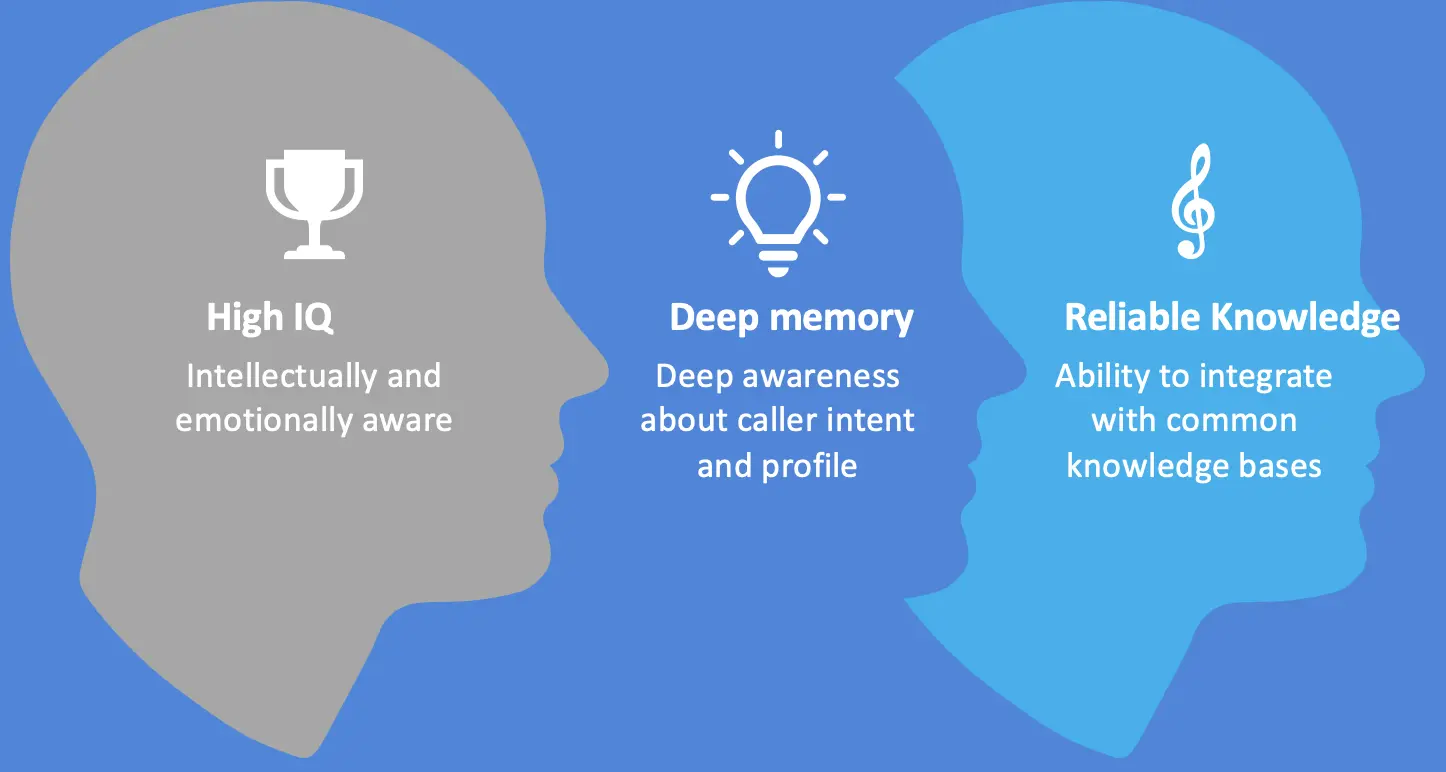 High IQ
Intellectually and
emotionally aware
Deep memory
Deep awareness
about caller intent
and profile
Reliable Knowledge
Ability to integrate
with common
knowledge bases